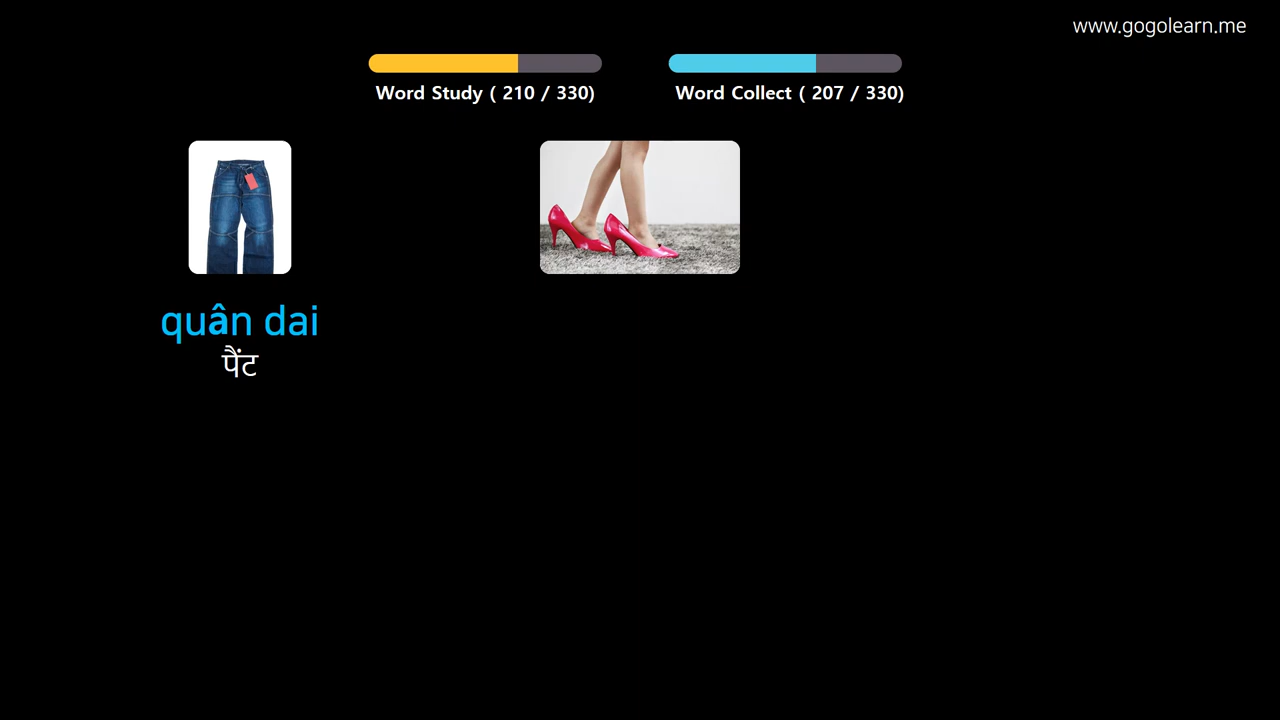 www.gogolearn.me
Word Study ( 210 / 330)
Word Collect ( 207 / 330)
quân dai
पैंट